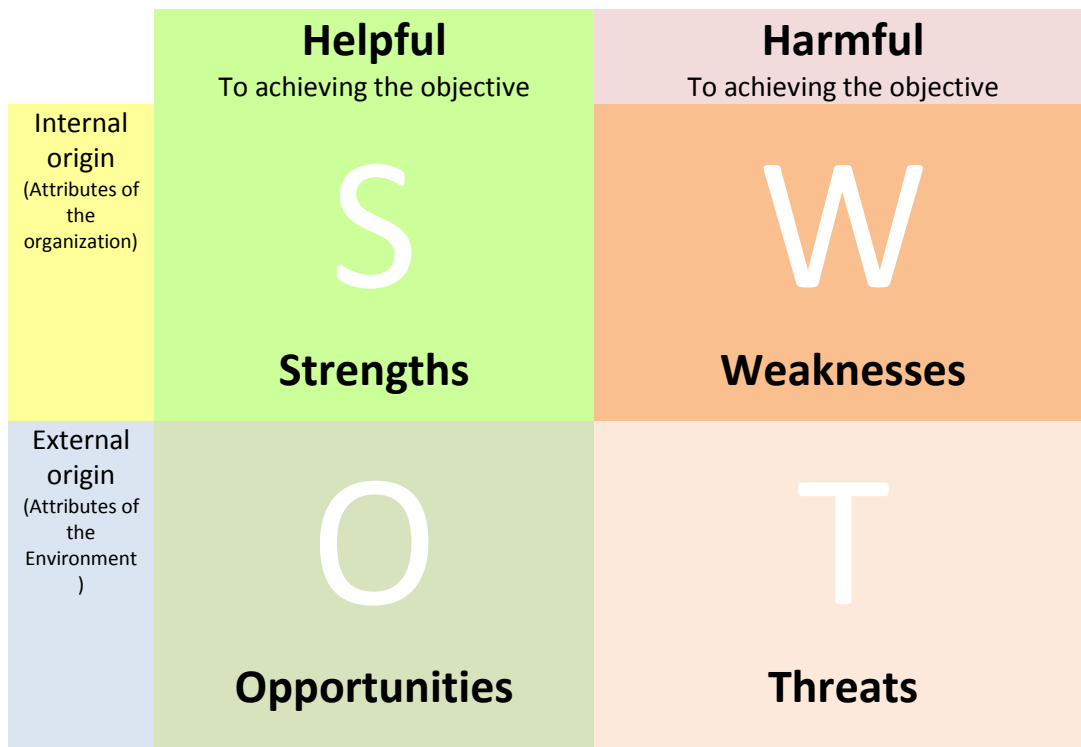 Helpful
To achieving the objective
Harmful
To achieving the objective
Internal
origin
(Attributes of
the
organization)
S
Strengths
W
Weaknesses
External
origin
(Attributes of
the
Environment
)
O
Opportunities
T
Threats